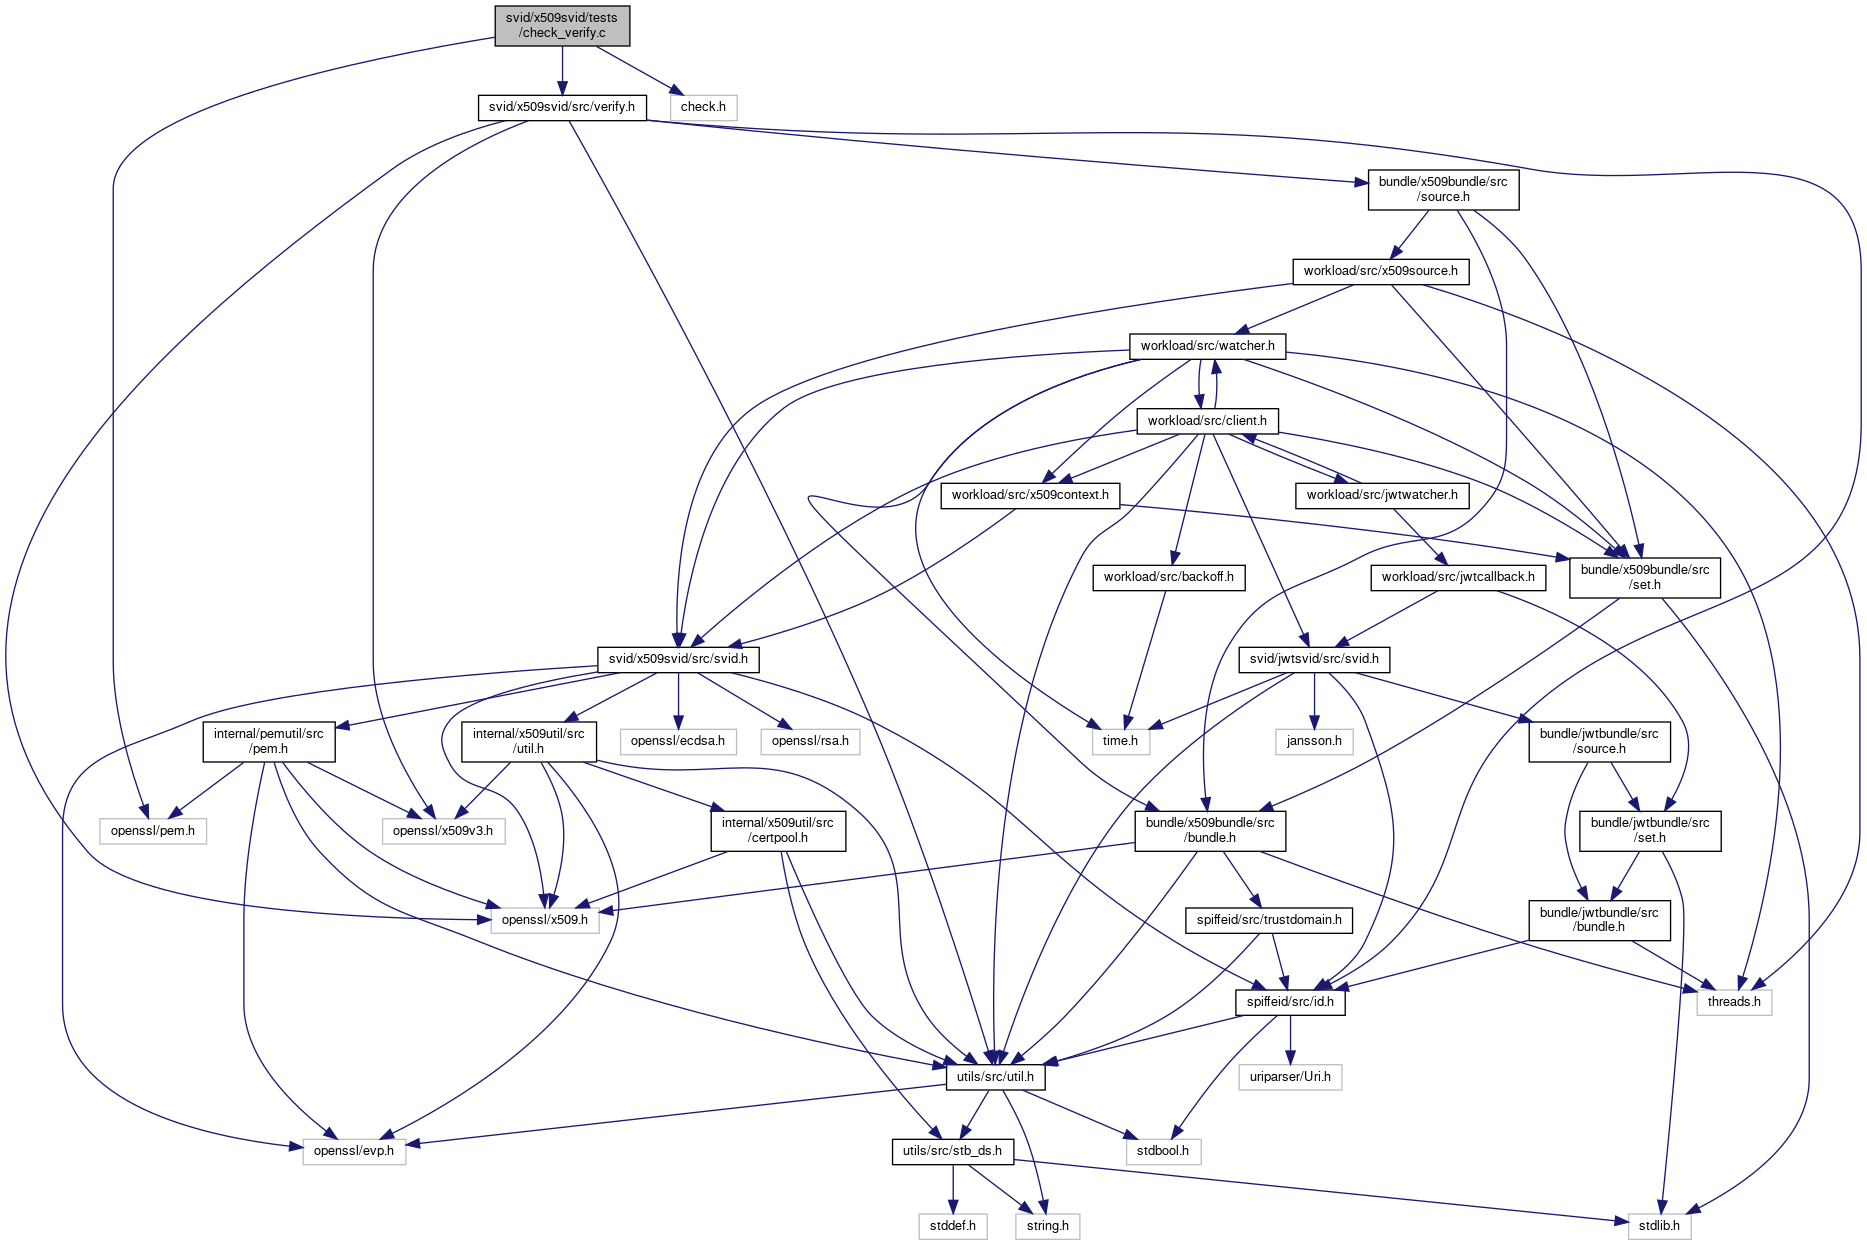 svid/x509svid/tests
/check_verify.c
svid/x509svid/src/verify.h
check.h
bundle/x509bundle/src
/source.h
workload/src/x509source.h
workload/src/watcher.h
workload/src/client.h
workload/src/x509context.h
workload/src/jwtwatcher.h
workload/src/backoff.h
workload/src/jwtcallback.h
bundle/x509bundle/src
/set.h
svid/x509svid/src/svid.h
svid/jwtsvid/src/svid.h
internal/pemutil/src
/pem.h
internal/x509util/src
/util.h
openssl/ecdsa.h
openssl/rsa.h
time.h
jansson.h
bundle/jwtbundle/src
/source.h
openssl/pem.h
openssl/x509v3.h
internal/x509util/src
/certpool.h
bundle/x509bundle/src
/bundle.h
bundle/jwtbundle/src
/set.h
openssl/x509.h
spiffeid/src/trustdomain.h
bundle/jwtbundle/src
/bundle.h
spiffeid/src/id.h
threads.h
utils/src/util.h
uriparser/Uri.h
openssl/evp.h
utils/src/stb_ds.h
stdbool.h
stddef.h
string.h
stdlib.h